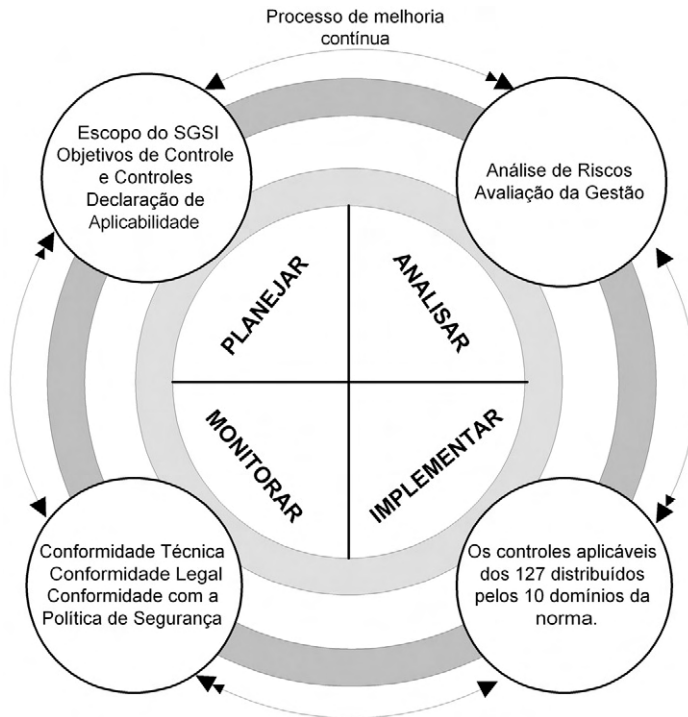 Processo de melhoria
contínua
Escopo do SGSI
Objetivos de Controle
e Controles
Declaração de
Aplicabilidade
Análise de Riscos
Avaliação da Gestão
PLANEJAR
ANALISAR
MONITORAR
IMPLEMENTAR
Conformidade Técnica
Conformidade Legal
Conformidade com a
Política de Segurança
Os controles aplicáveis
dos 127 distribuídos
pelos 10 domínios da
norma.